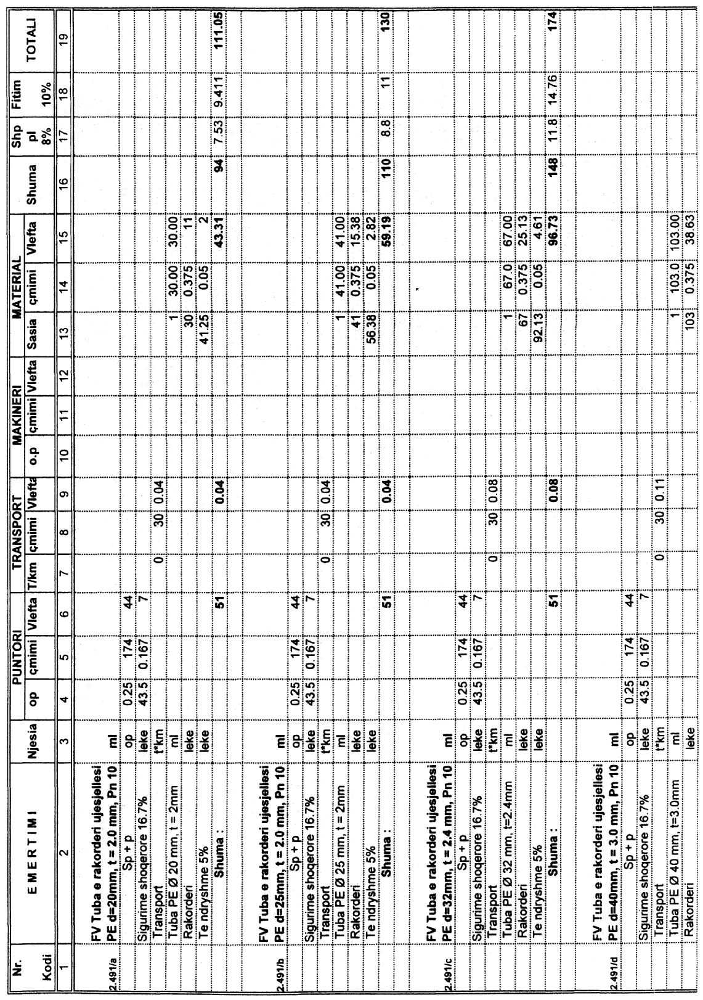 Nr. E M E R T I M I Njesia PUNTORI TRANSPORT MAKINERI MATERIAL Shuma Shp Fitim TOTALI
Kodi op çmimi Vlefta T/km çmimi Vlefta o.p çmimi Vlefta Sasia çmimi Vlefta pl 8% 10%
1 2 3 4 5 6 7 8 9 10 11 12 13 14 15 16 17 18 19
FV Tuba e rakorderi ujesjellesi
2.491/a PE d=20mm, t = 2.0 mm, Pn 10 ml
Sp + p op 0.25 174 44
Sigurime shoqerore 16.7% leke 43.5 0.167 7
Transport t*km 0 30 0.04
Tuba PE Ø 20 mm, t = 2mm ml 1 30.00 30.00
Rakorderi leke 30 0.375 11
Te ndryshme 5% leke 41.25 0.05 2
Shuma : 51 0.04 43.31 94 7.53 9.411 111.05
FV Tuba e rakorderi ujesjellesi
2.491/b PE d=25mm, t = 2.0 mm, Pn 10 ml
Sp + p op 0.25 174 44
Sigurime shoqerore 16.7% leke 43.5 0.167 7
Transport t*km 0 30 0.04
Tuba PE Ø 25 mm, t = 2mm ml 1 41.00 41.00
Rakorderi leke 41 0.375 15.38
Te ndryshme 5% leke 56.38 0.05 2.82
Shuma : 51 0.04 59.19 110 8.8 11 130
FV Tuba e rakorderi ujesjellesi
2.491/c PE d=32mm, t = 2.4 mm, Pn 10 ml
Sp + p op 0.25 174 44
Sigurime shoqerore 16.7% leke 43.5 0.167 7
Transport t*km 0 30 0.08
Tuba PE Ø 32 mm, t=2.4mm ml 1 67.0 67.00
Rakorderi leke 67 0.375 25.13
Te ndryshme 5% leke 92.13 0.05 4.61
Shuma : 51 0.08 96.73 148 11.8 14.76 174
FV Tuba e rakorderi ujesjellesi
2.491/d PE d=40mm, t = 3.0 mm, Pn 10 ml
Sp + p op 0.25 174 44
Sigurime shoqerore 16.7% leke 43.5 0.167 7
Transport t*km 0 30 0.11
Tuba PE Ø 40 mm, t=3.0mm ml 1 103.0 103.00
Rakorderi leke 103 0.375 38.63